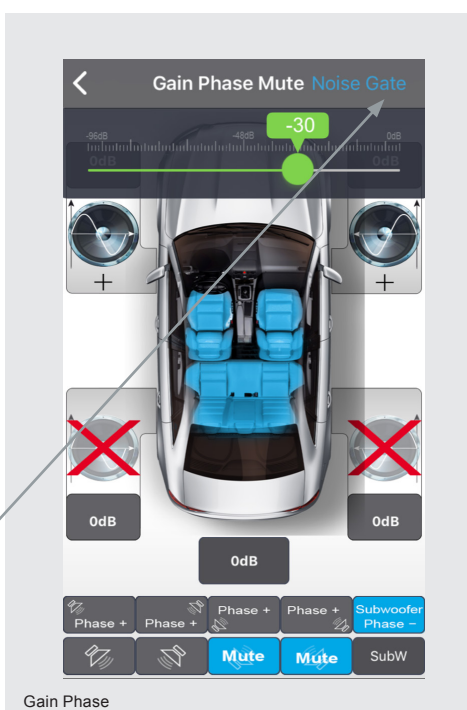 Gain Phase Mute Noise Gate
-30
-96dB -48dB 0dB
0dB 0dB
+ +
0dB 0dB
0dB
Phase + Phase + Phase + Phase + Subwoofer Phase –
Mute Mute SubW
Gain Phase